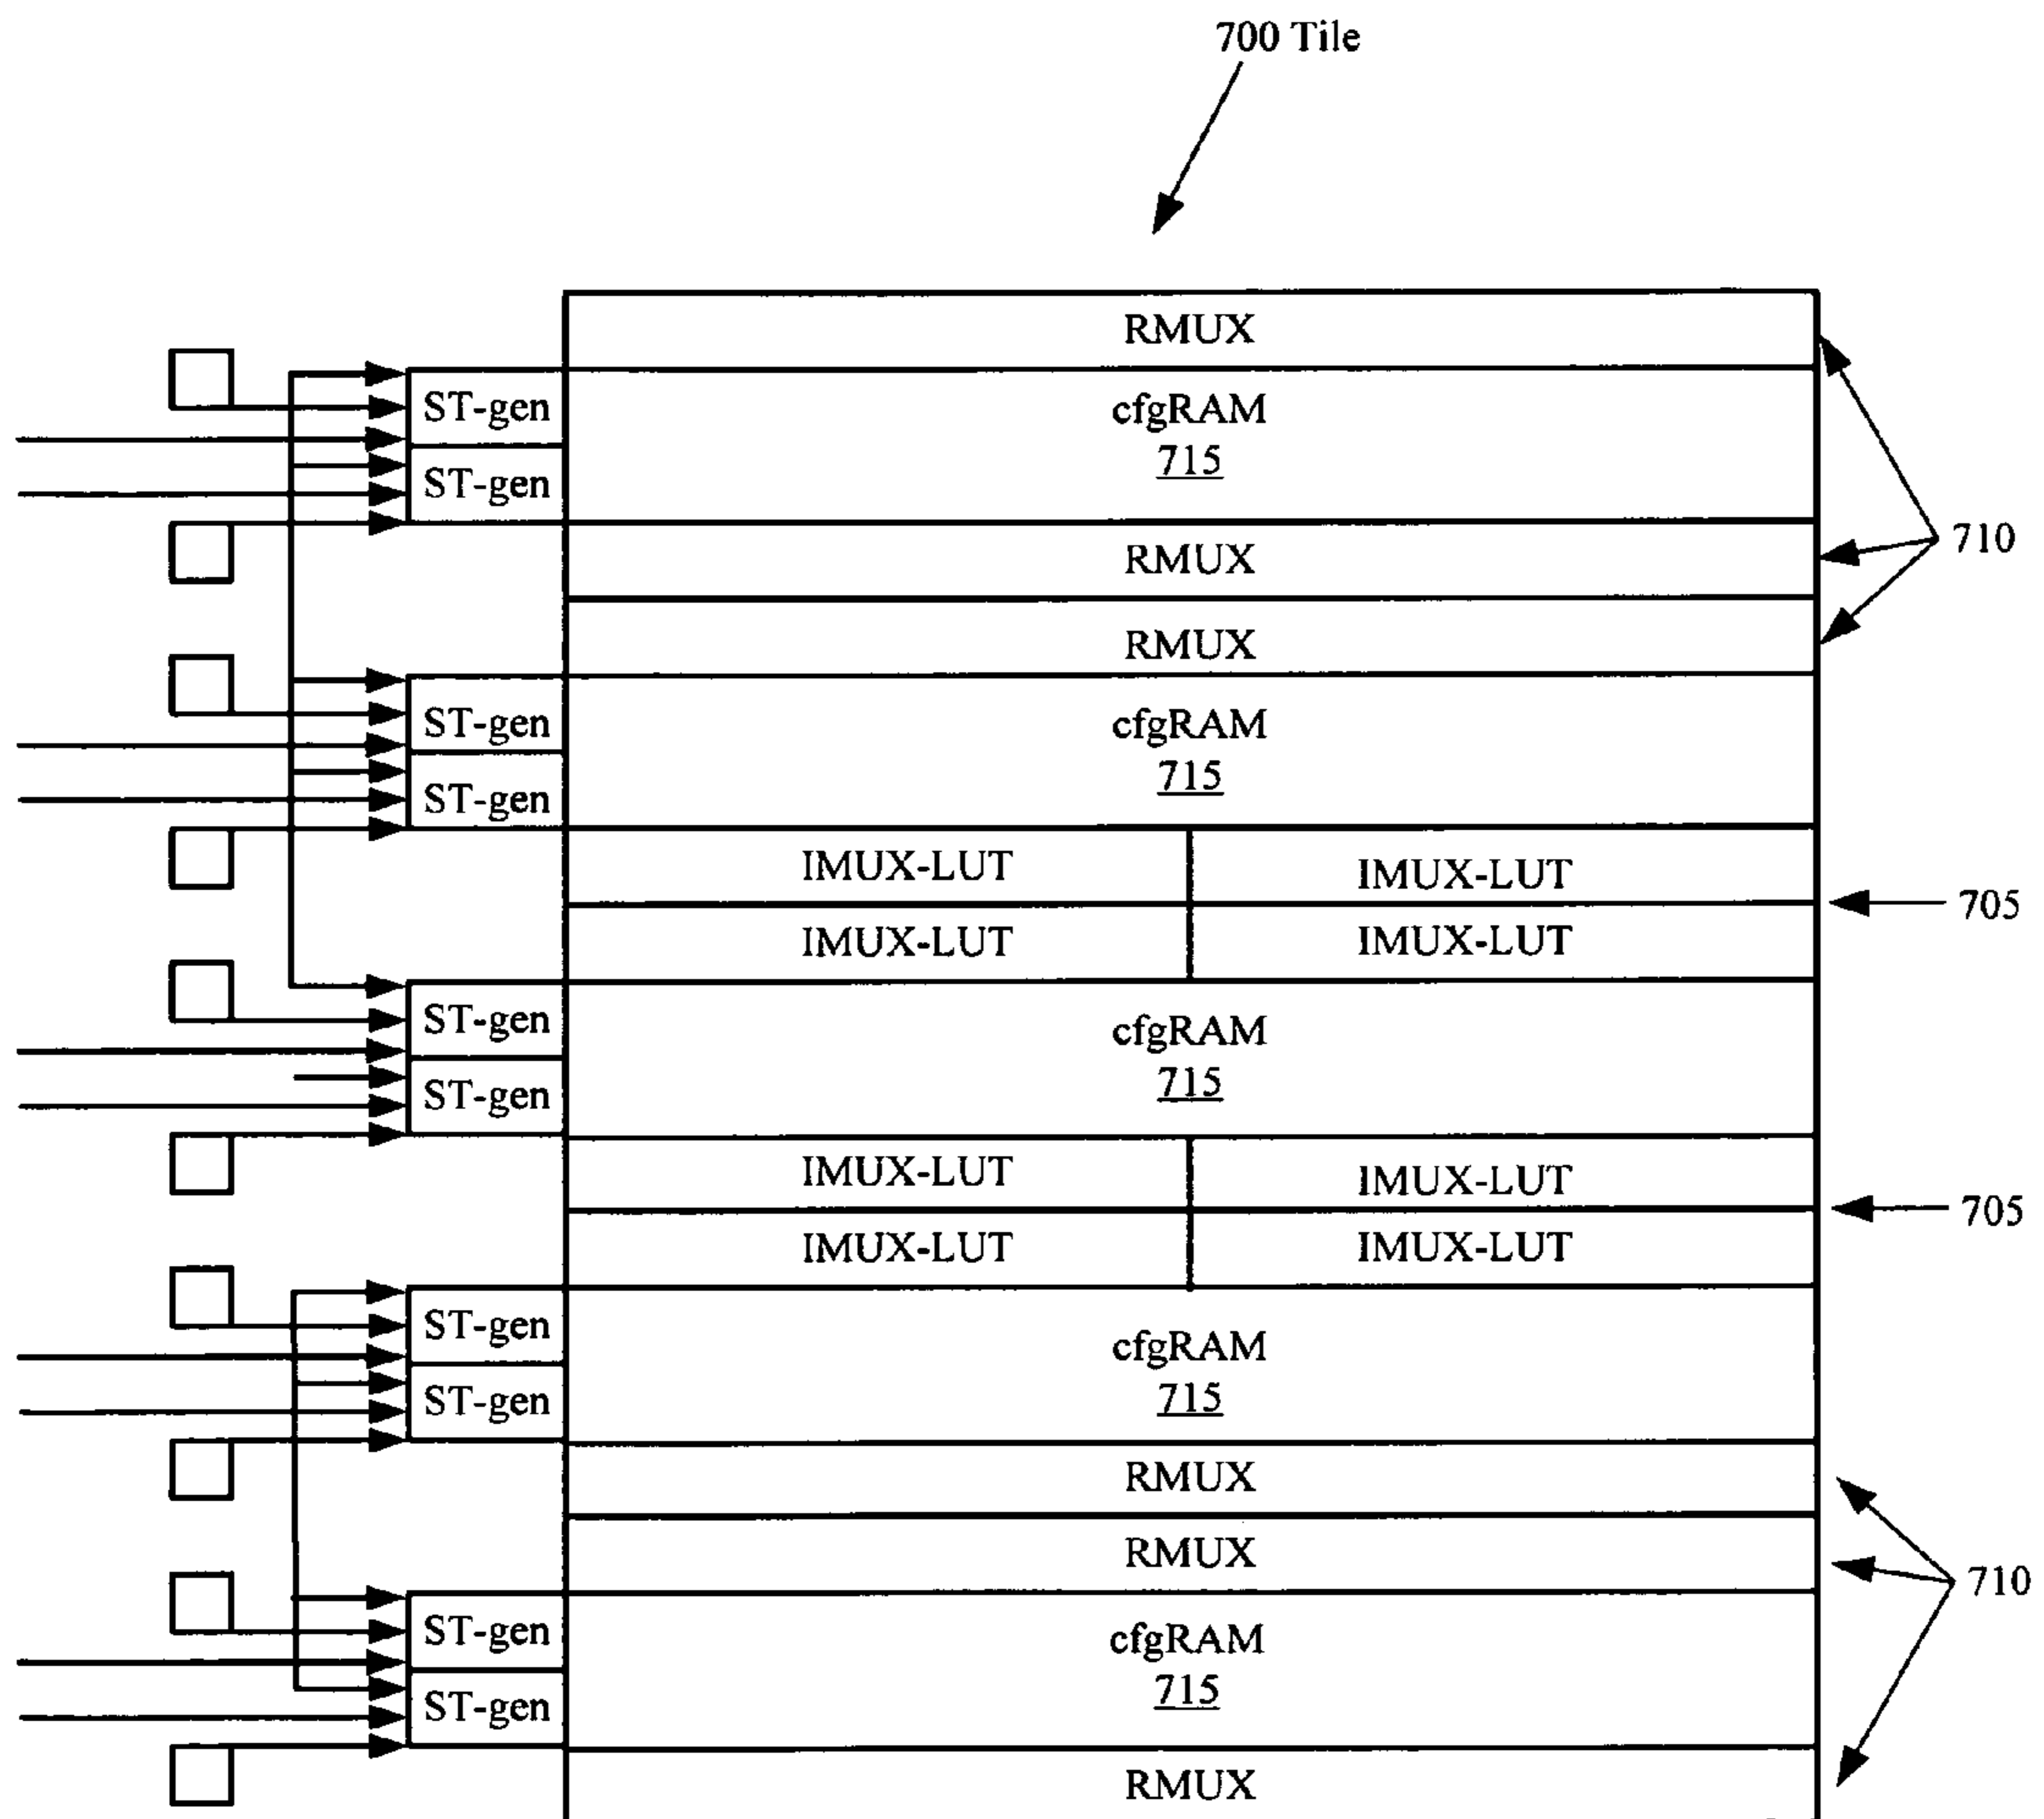 700 Tile
RMUX
ST-gen
cfgRAM
715
ST-gen
RMUX
710
RMUX
ST-gen
cfgRAM
715
ST-gen
IMUX-LUT IMUX-LUT
705
IMUX-LUT IMUX-LUT
ST-gen
cfgRAM
715
ST-gen
IMUX-LUT IMUX-LUT
705
IMUX-LUT IMUX-LUT
ST-gen
cfgRAM
715
ST-gen
RMUX
RMUX
710
ST-gen
cfgRAM
715
ST-gen
RMUX